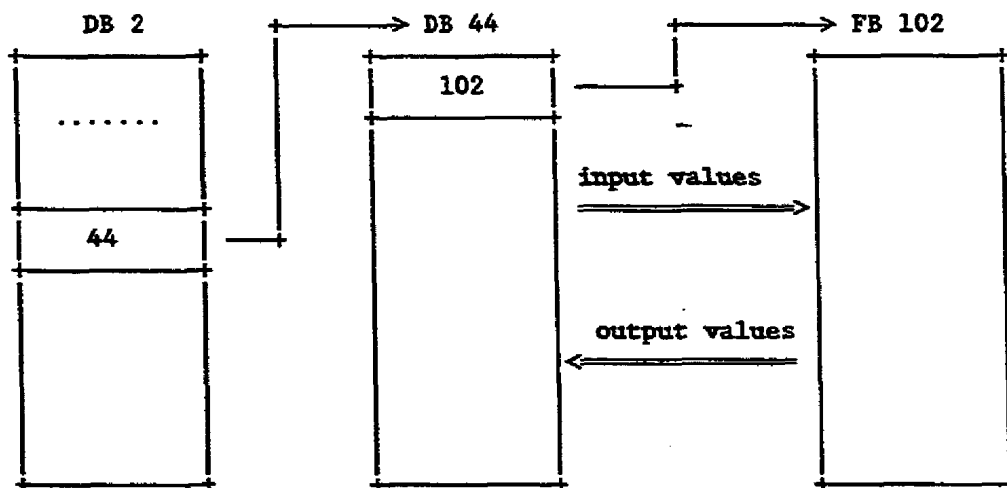 DB 2
DB 44
FB 102
102
.......
input values
44
output values